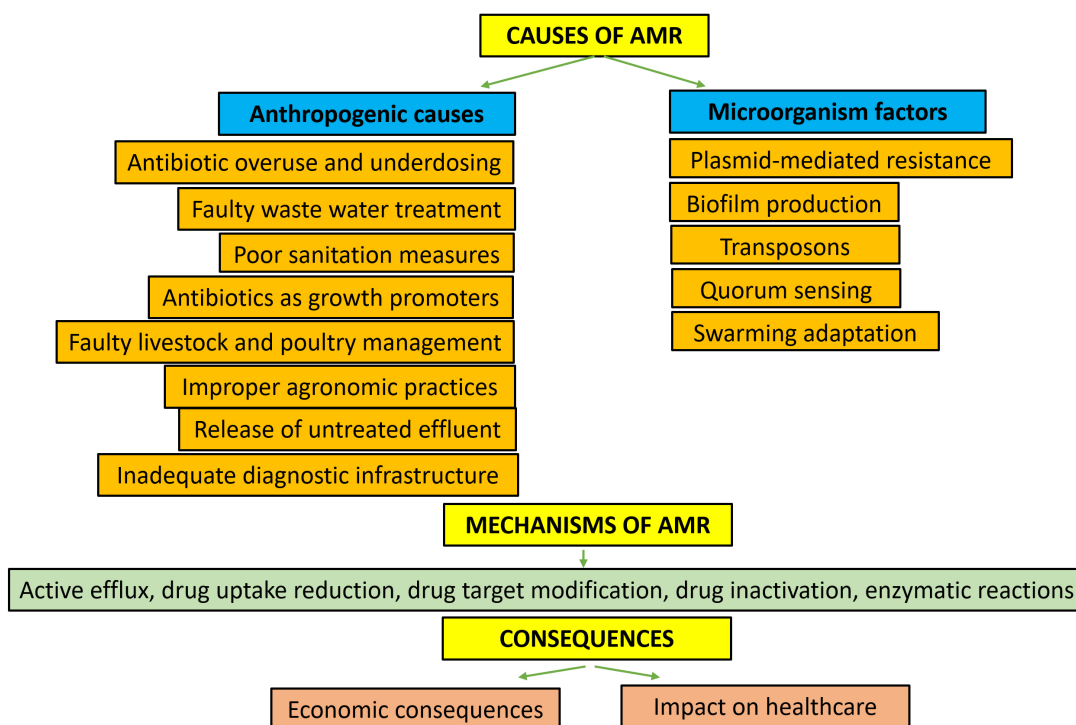 CAUSES OF AMR
Anthropogenic causes
Antibiotic overuse and underdosing
Faulty waste water treatment
Poor sanitation measures
Antibiotics as growth promoters
Faulty livestock and poultry management
Improper agronomic practices
Release of untreated effluent
Inadequate diagnostic infrastructure
Microorganism factors
Plasmid-mediated resistance
Biofilm production
Transposons
Quorum sensing
Swarming adaptation
MECHANISMS OF AMR
Active efflux, drug uptake reduction, drug target modification, drug inactivation, enzymatic reactions
CONSEQUENCES
Economic consequences
Impact on healthcare